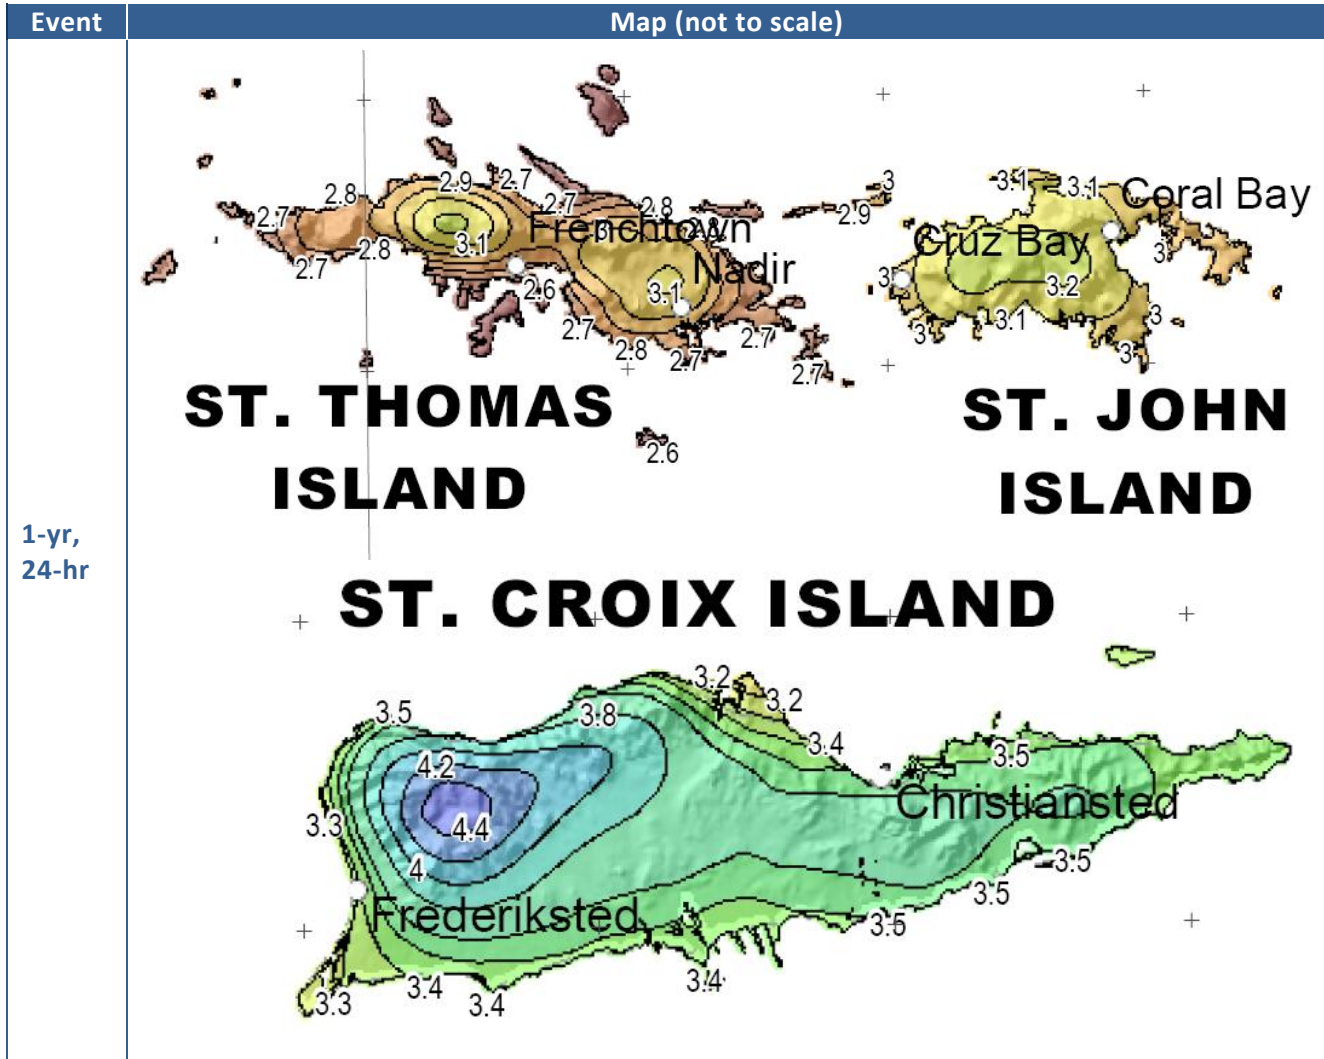 Event Map (not to scale)
3.1 3.1
2.9 2.7
2.8 2.7 2.8 3 Coral Bay
2.7 Frenchtown 2.9
2.8 3.1 Cruz Bay 3
2.7 Nadir 3
2.6 3.1 3.2
2.7 3.1 3
2.8 2.7 2.7 3 3
2.7
ST. THOMAS
ISLAND
ST. JOHN
ISLAND
2.6
1-yr,
24-hr
ST. CROIX ISLAND
3.2
3.2
3.5 3.8
3.4
4.2 3.5
3.3 4.4 Christiansted
4 3.5
3.5
Frederiksted 3.5
3.3 3.4 3.4 3.4